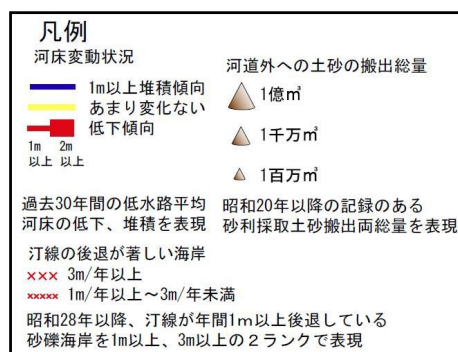 凡例
河床変動状況
1m以上堆積傾向
あまり変化ない
低下傾向
1m以上
2m以上
過去30年間の低水路平均
河床の低下、堆積を表現
河道外への土砂の搬出総量
1億㎥
1千万㎥
1百万㎥
昭和20年以降の記録のある
砂利採取土砂搬出両総量を表現
汀線の後退が著しい海岸
××× 3m/年以上
××××× 1m/年以上～3m/年未満
昭和28年以降、汀線が年間1m以上後退している
砂礫海岸を1m以上、3m以上の２ランクで表現